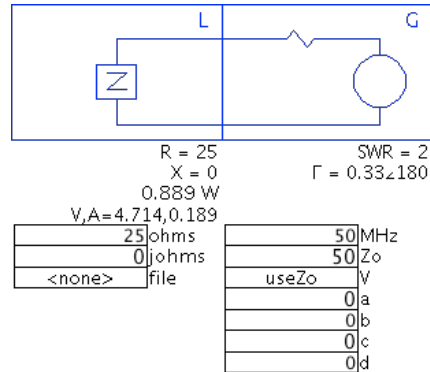 L G
Z
R = 25 SWR = 2
X = 0 Γ = 0.33∠180
0.889 W
V,A=4.714,0.189
25 ohms 50 MHz
0 johms 50 Zo
<none> file useZo V
0 a
0 b
0 c
0 d